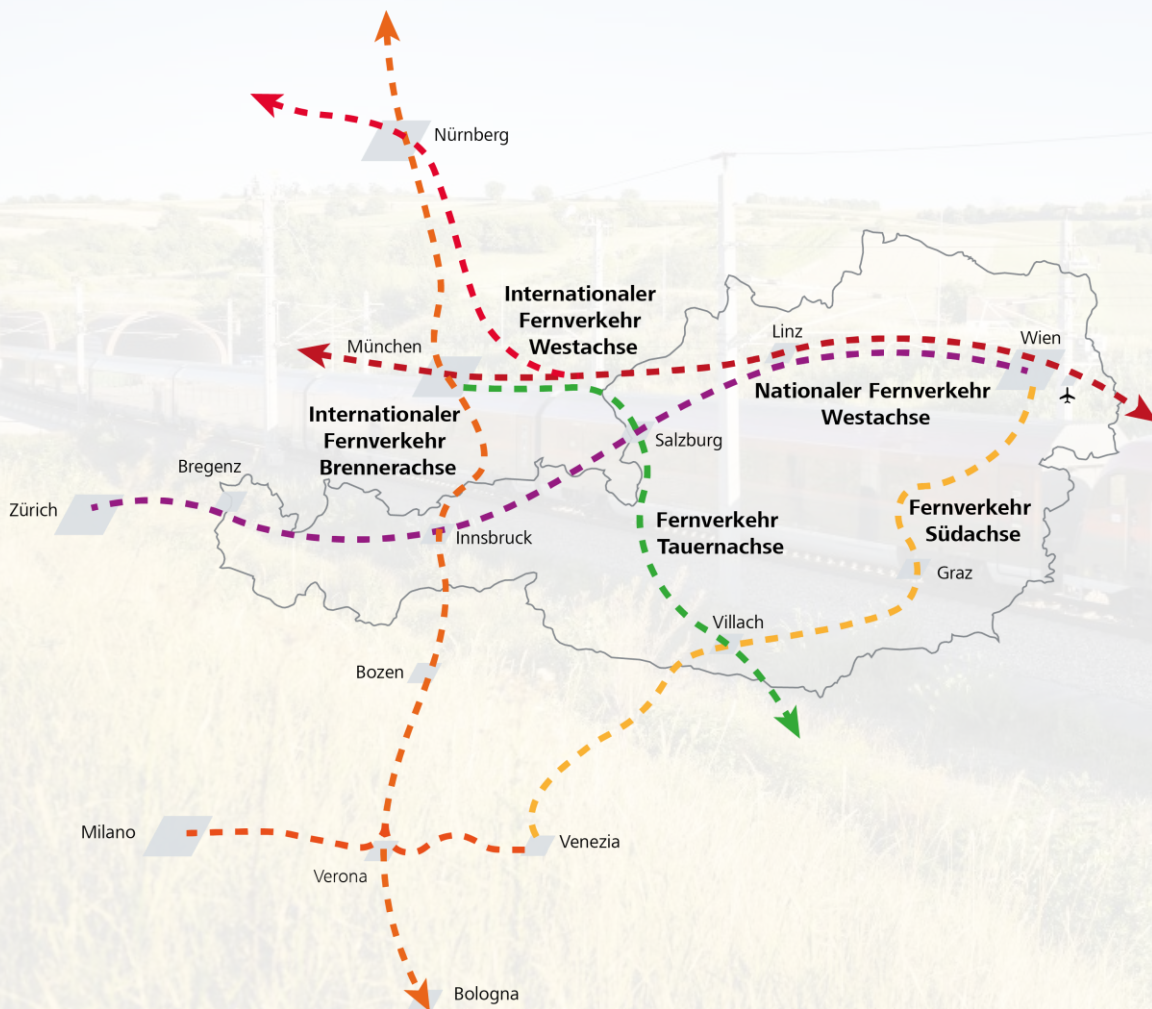 Nürnberg
Internationaler
Fernverkehr
Westachse
Linz
Wien
München
Nationaler Fernverkehr
Westachse
Internationaler
Fernverkehr
Brennerachse
Salzburg
Bregenz
Zürich
Innsbruck
Fernverkehr
Tauernachse
Fernverkehr
Südachse
Graz
Villach
Bozen
Milano
Venezia
Verona
Bologna